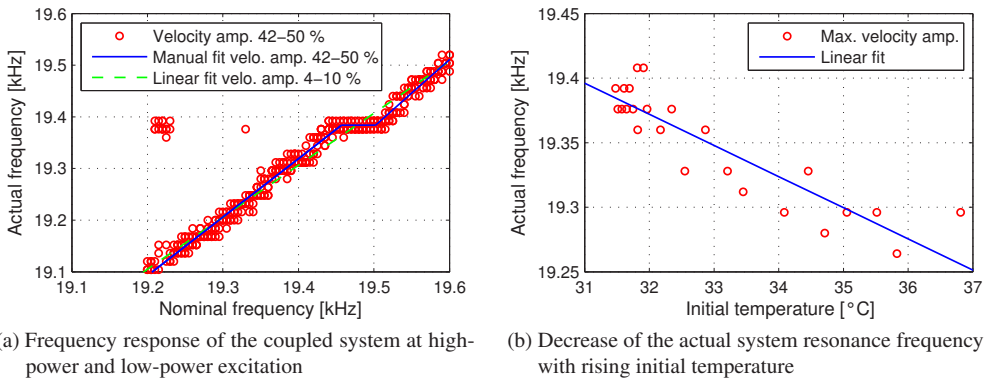 19.6
19.5
19.4
19.3
19.2
19.1
Actual frequency [kHz]
Velocity amp. 42−50 %
Manual fit velo. amp. 42−50 %
Linear fit velo. amp. 4−10 %
19.1 19.2 19.3 19.4 19.5 19.6
Nominal frequency [kHz]
19.45
19.4
19.35
19.3
19.25
Actual frequency [kHz]
Max. velocity amp.
Linear fit
31 32 33 34 35 36 37
Initial temperature [°C]
a) Frequency response of the coupled system at high-
power and low-power excitation
(b) Decrease of the actual system resonance frequency
with rising initial temperature